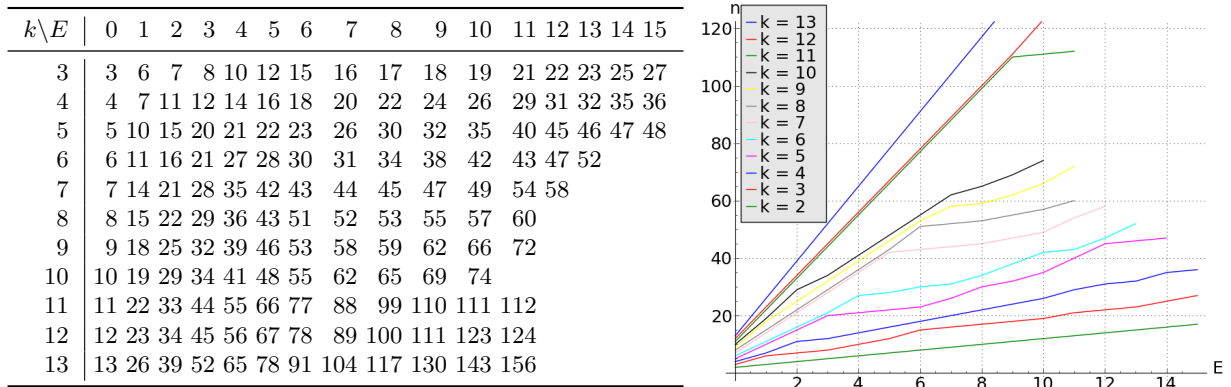 k\E 0 1 2 3 4 5 6 7 8 9 10 11 12 13 14 15
3 3 6 7 8 10 12 15 16 17 18 19 21 22 23 25 27
4 4 7 11 12 14 16 18 20 22 24 26 29 31 32 35 36
5 5 10 15 20 21 22 23 26 30 32 35 40 45 46 47 48
6 6 11 16 21 27 28 30 31 34 38 42 43 47 52
7 7 14 21 28 35 42 43 44 45 47 49 54 58
8 8 15 22 29 36 43 51 52 53 55 57 60
9 9 18 25 32 39 46 53 58 59 62 66 72
10 10 19 29 34 41 48 55 62 65 69 74
11 11 22 33 44 55 66 77 88 99 110 111 112
12 12 23 34 45 56 67 78 89 100 111 123 124
13 13 26 39 52 65 78 91 104 117 130 143 156
n
120
100
80
60
40
20
k = 13
k = 12
k = 11
k = 10
k = 9
k = 8
k = 7
k = 6
k = 5
k = 4
k = 3
k = 2
2 4 6 8 10 12 14
E